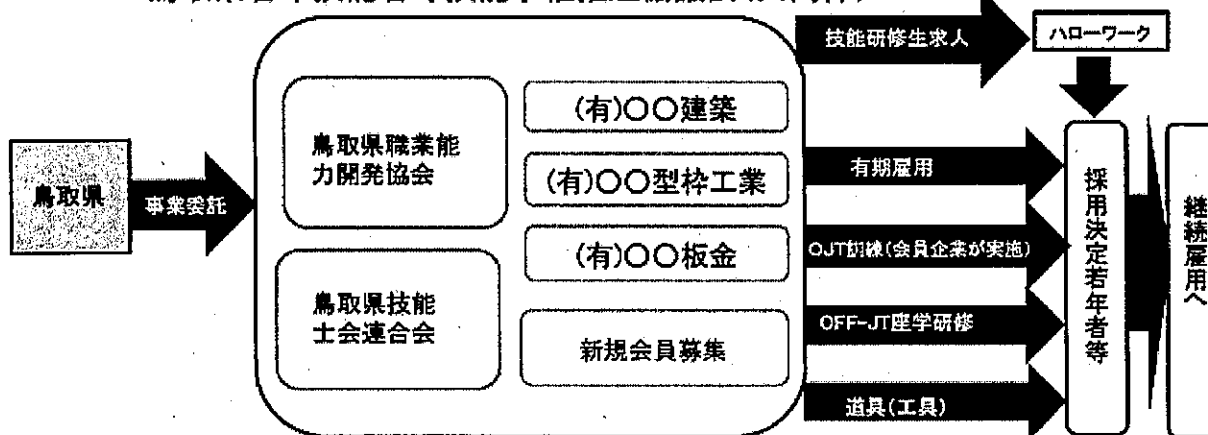 技能研修生求人
ハローワーク
鳥取県
事業委託
鳥取県職業能
力開発協会
鳥取県技能
士会連合会
(有)〇〇建築
(有)〇〇型枠工業
(有)〇〇板金
新規会員募集
有期雇用
OJT訓練(会員企業が実施)
OFF-JT座学研修
道具(工具)
採用決定若年者等
継続雇用へ